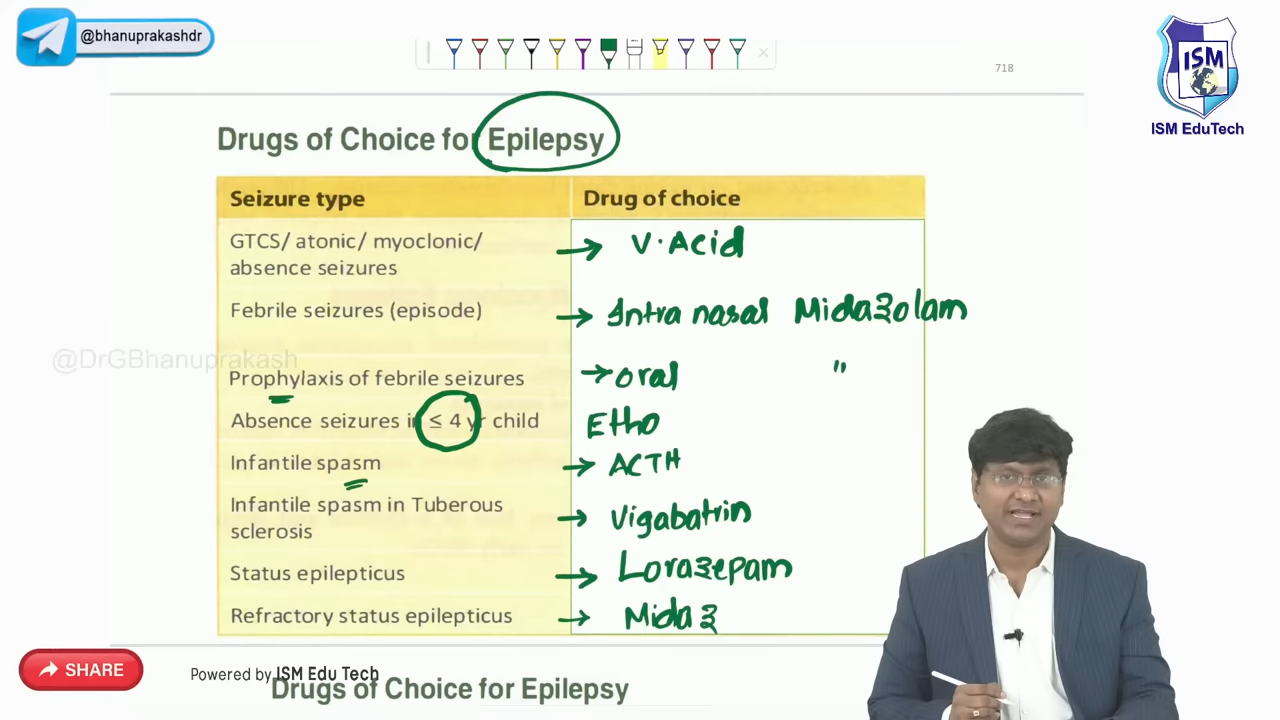 @bhanuprakashdr
718
ISM
ISM EduTech
Drugs of Choice for Epilepsy
Seizure type Drug of choice
GTCS/ atonic/ myoclonic/ → V. Acid
absence seizures
Febrile seizures (episode) → Intra nasal Midazolam
@DrGBhanuprakash
Prophylaxis of febrile seizures → oral "
Absence seizures in ≤ 4 yr child Etho
Infantile spasm → ACTH
Infantile spasm in Tuberous → Vigabatrin
sclerosis
Status epilepticus → Lorazepam
Refractory status epilepticus → Midaz
SHARE
Powered by ISM Edu Tech
Drugs of Choice for Epilepsy